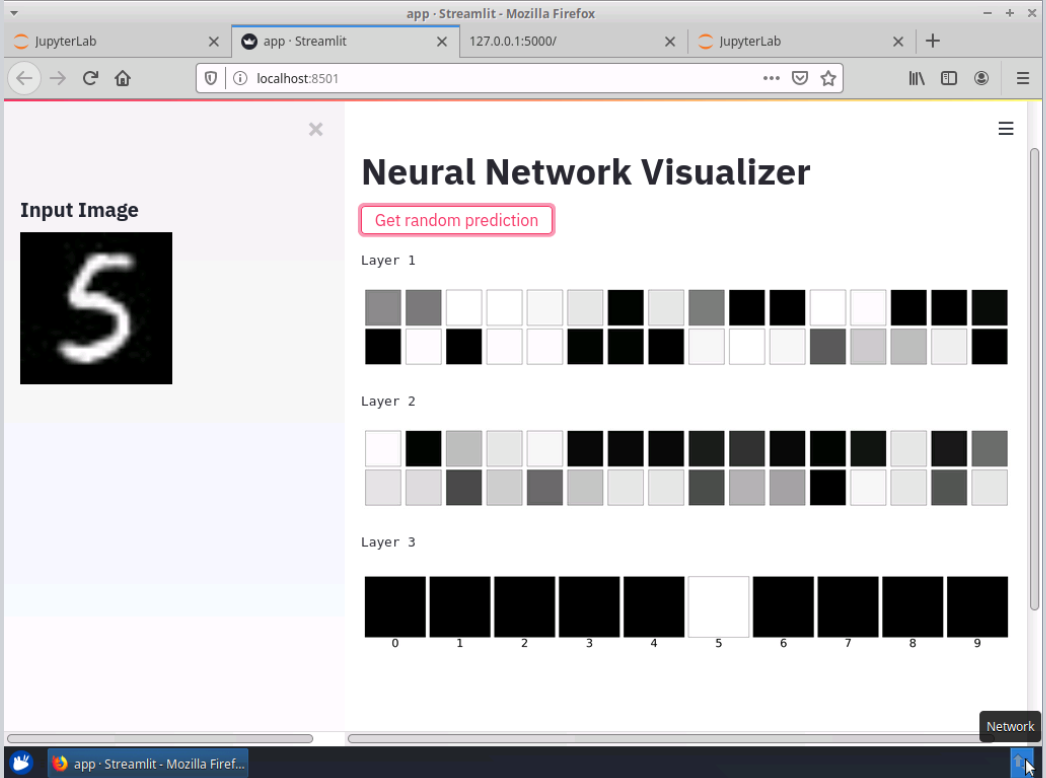 app · Streamlit - Mozilla Firefox
JupyterLab
app · Streamlit
127.0.0.1:5000/
JupyterLab
localhost:8501
Input Image
5
Neural Network Visualizer
Get random prediction
Layer 1
Layer 2
Layer 3
0 1 2 3 4 5 6 7 8 9
Network
app · Streamlit - Mozilla Firef...